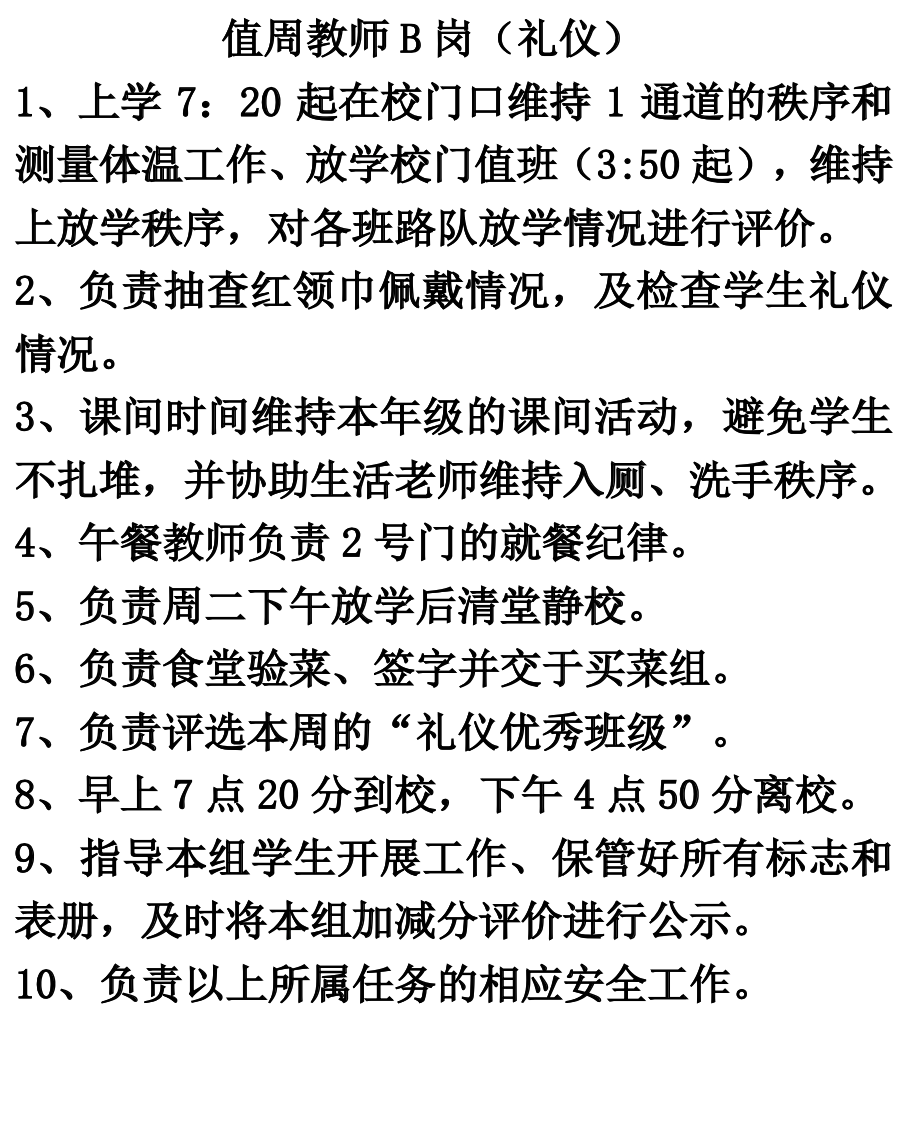 值周教师 B 岗（礼仪）
1、上学 7：20 起在校门口维持 1 通道的秩序和
测量体温工作、放学校门值班（3:50 起），维持
上放学秩序，对各班路队放学情况进行评价。
2、负责抽查红领巾佩戴情况，及检查学生礼仪
情况。
3、课间时间维持本年级的课间活动，避免学生
不扎堆，并协助生活老师维持入厕、洗手秩序。
4、午餐教师负责 2 号门的就餐纪律。
5、负责周二下午放学后清堂静校。
6、负责食堂验菜、签字并交于买菜组。
7、负责评选本周的“礼仪优秀班级”。
8、早上 7 点 20 分到校，下午 4 点 50 分离校。
9、指导本组学生开展工作、保管好所有标志和
表册，及时将本组加减分评价进行公示。
10、负责以上所属任务的相应安全工作。